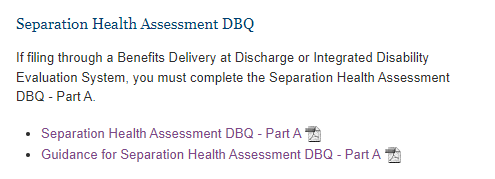 Separation Health Assessment DBQ
If filing through a Benefits Delivery at Discharge or Integrated Disability
Evaluation System, you must complete the Separation Health Assessment
DBQ - Part A.
• Separation Health Assessment DBQ - Part A
• Guidance for Separation Health Assessment DBQ - Part A